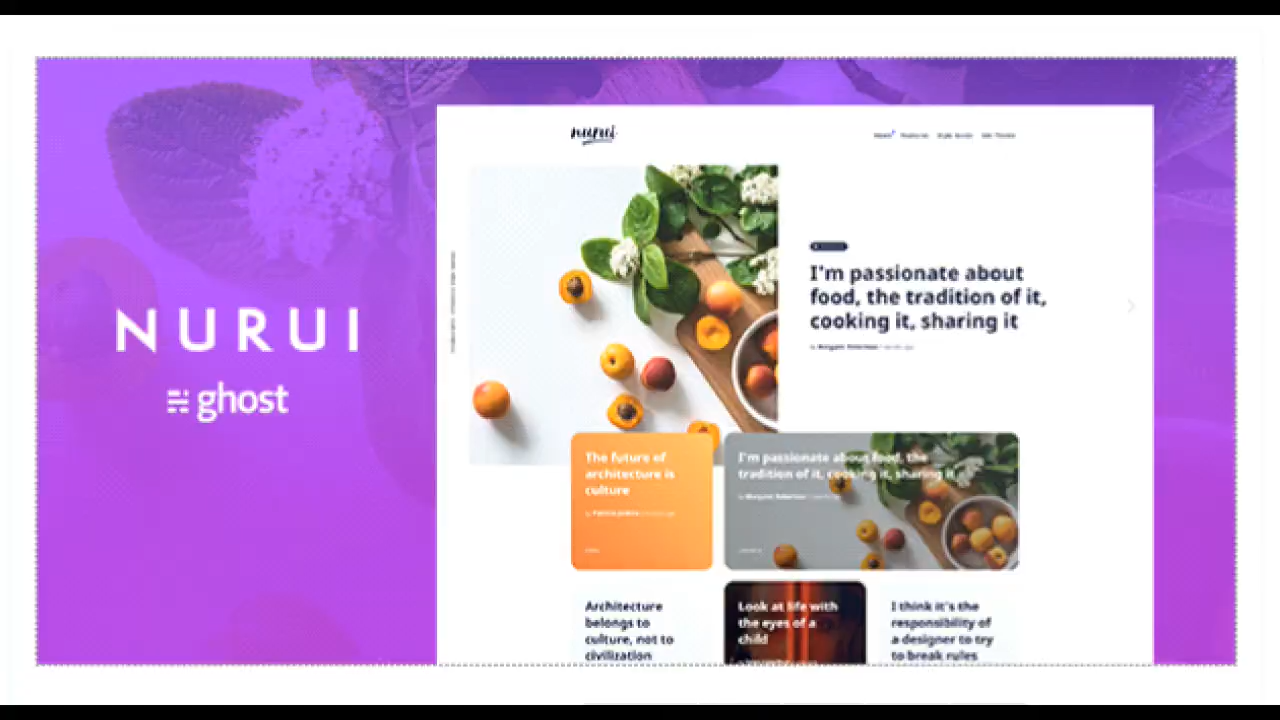 NURUI
ghost
nurui
I'm passionate about
food, the tradition of it,
cooking it, sharing it
The future of
architecture is
culture
I'm passionate about food, the
tradition of it, cooking it, sharing it
Architecture
belongs to
culture, not to
civilization
Look at life with
the eyes of a
child
I think it's the
responsibility of
a designer to try
to break rules